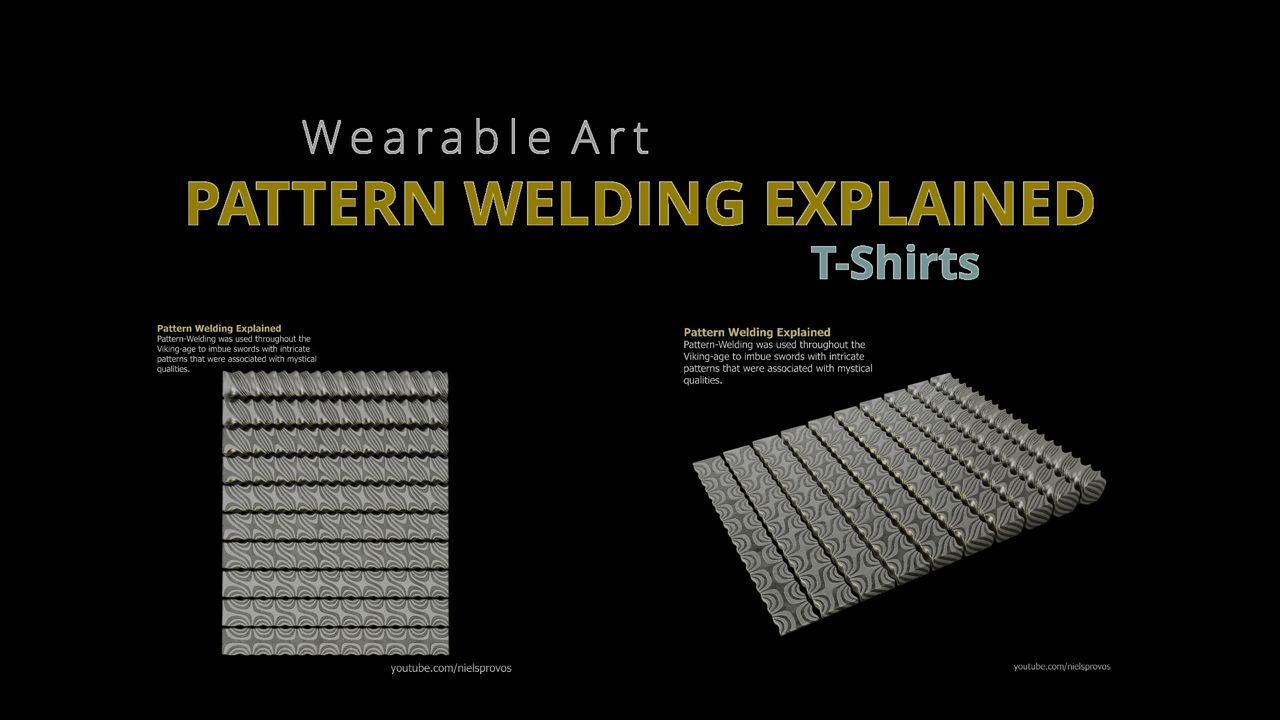 Wearable Art
PATTERN WELDING EXPLAINED
T-Shirts
Pattern Welding Explained
Pattern-Welding was used throughout the
Viking-age to imbue swords with intricate
patterns that were associated with mystical
qualities.
youtube.com/nielsprovos
Pattern Welding Explained
Pattern-Welding was used throughout the
Viking-age to imbue swords with intricate
patterns that were associated with mystical
qualities.
youtube.com/nielsprovos